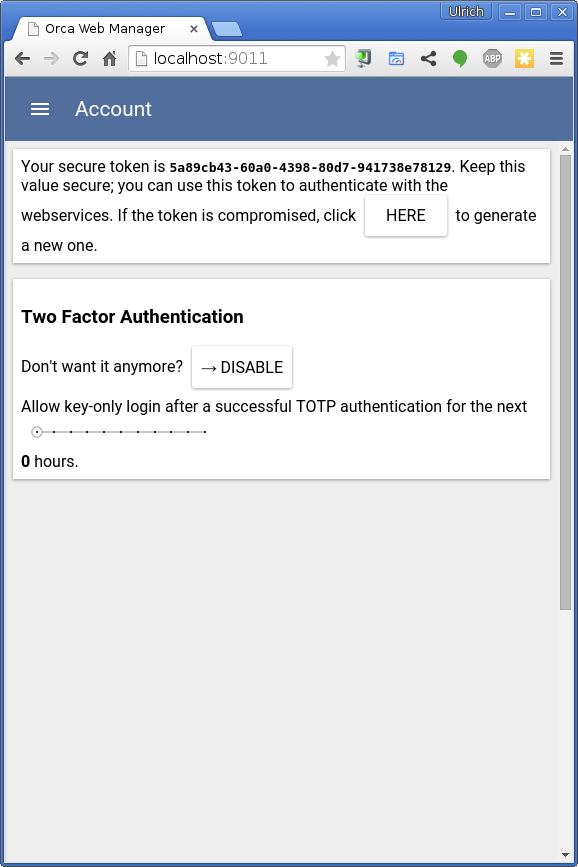 Ulrich
Orca Web Manager
localhost:9011
ABP
Account
Your secure token is 5a89cb43-60a0-4398-80d7-941738e78129. Keep this
value secure; you can use this token to authenticate with the
webservices. If the token is compromised, click HERE to generate
a new one.
Two Factor Authentication
Don't want it anymore? → DISABLE
Allow key-only login after a successful TOTP authentication for the next
0 hours.